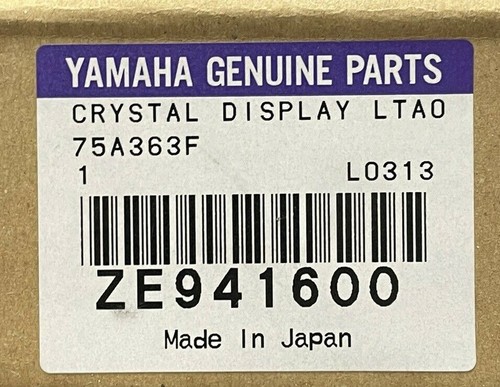 YAMAHA GENUINE PARTS
CRYSTAL DISPLAY LTA0
75A363F
1 L0313
ZE941600
Made In Japan